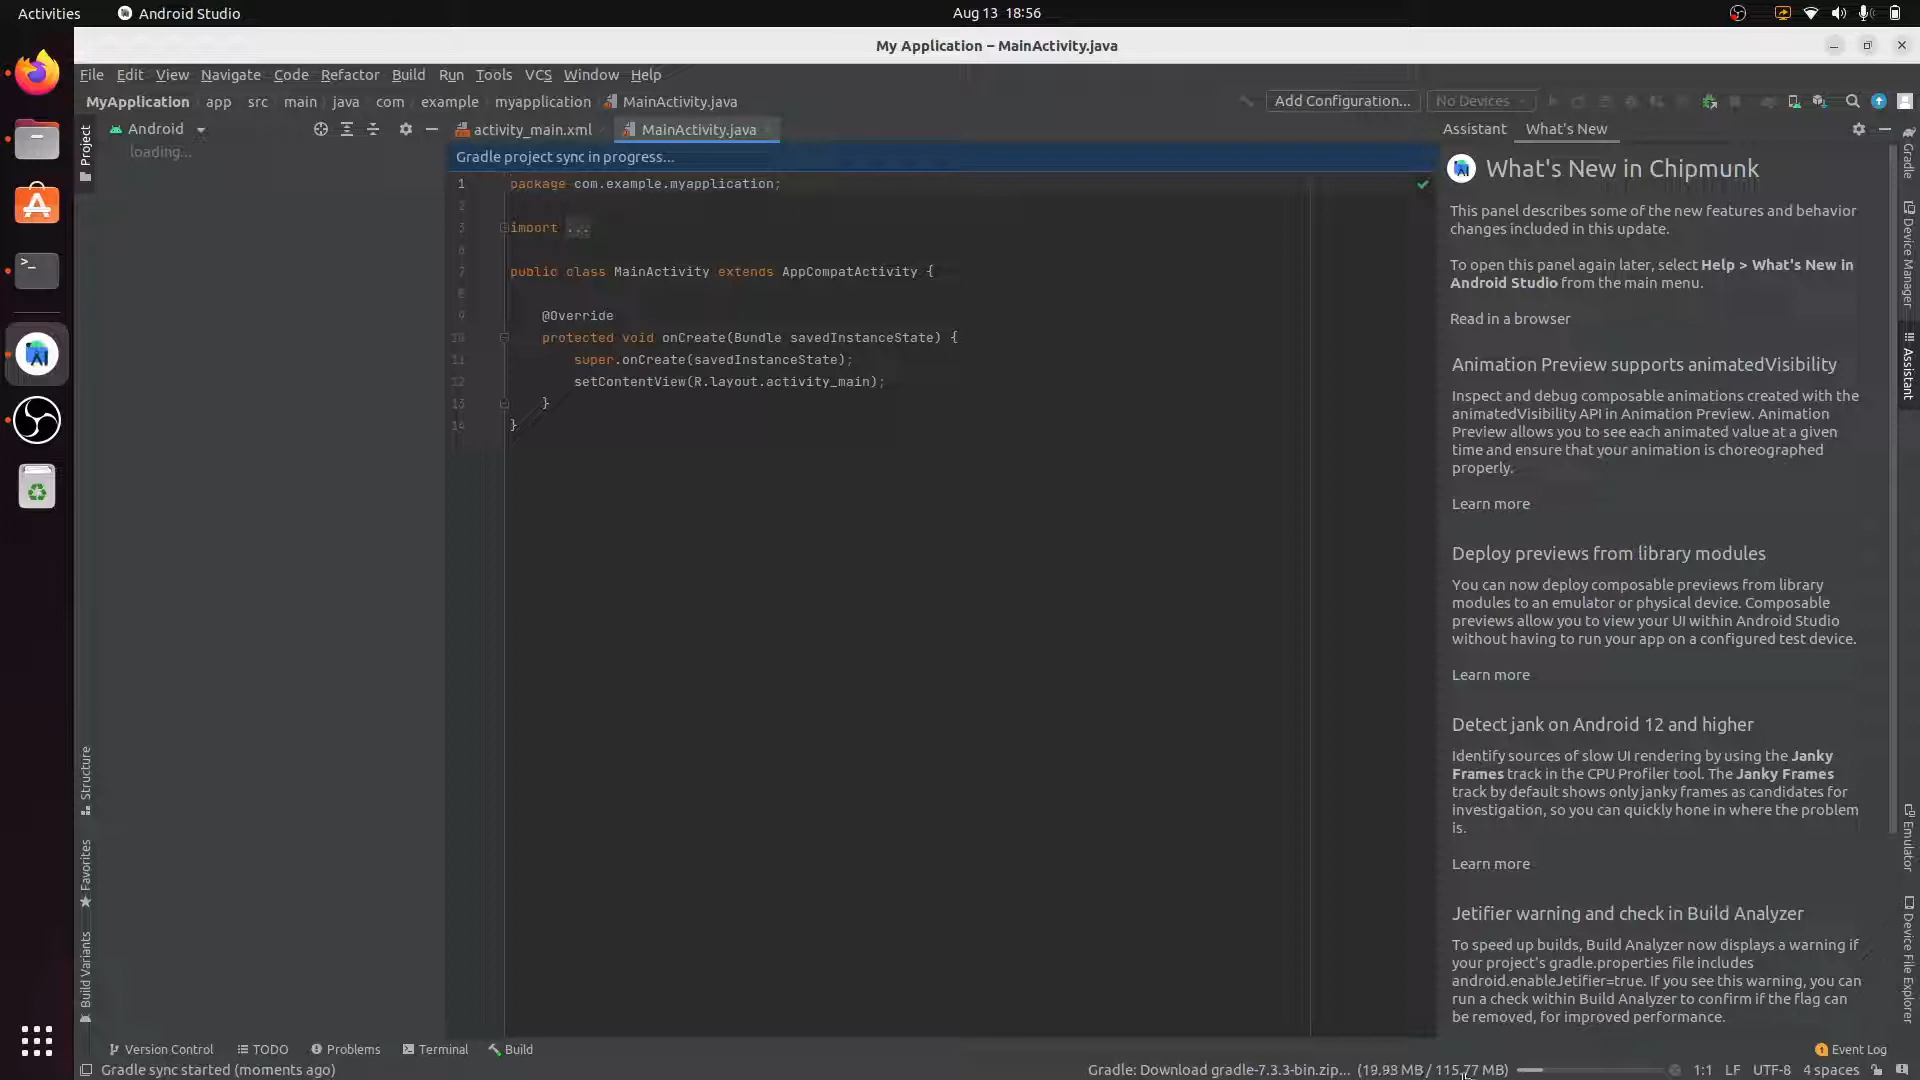 Activities
Android Studio
Aug 13 18:56
My Application – MainActivity.java
File Edit View Navigate Code Refactor Build Run Tools VCS Window Help
MyApplication app src main java com example myapplication MainActivity.java
Add Configuration...
No Devices
Project
Android
loading...
activity_main.xml
MainActivity.java
Gradle project sync in progress...
1 package com.example.myapplication;
2
3 import ...
6
7 public class MainActivity extends AppCompatActivity {
8
9 @Override
10 protected void onCreate(Bundle savedInstanceState) {
11 super.onCreate(savedInstanceState);
12 setContentView(R.layout.activity_main);
13 }
14 }
Assistant What's New
What's New in Chipmunk
This panel describes some of the new features and behavior
changes included in this update.
To open this panel again later, select Help > What's New in
Android Studio from the main menu.
Read in a browser
Animation Preview supports animatedVisibility
Inspect and debug composable animations created with the
animatedVisibility API in Animation Preview. Animation
Preview allows you to see each animated value at a given
time and ensure that your animation is choreographed
properly.
Learn more
Deploy previews from library modules
You can now deploy composable previews from library
modules to an emulator or physical device. Composable
previews allow you to view your UI within Android Studio
without having to run your app on a configured test device.
Learn more
Detect jank on Android 12 and higher
Identify sources of slow UI rendering by using the Janky
Frames track in the CPU Profiler tool. The Janky Frames
track by default shows only janky frames as candidates for
investigation, so you can quickly hone in where the problem
is.
Learn more
Jetifier warning and check in Build Analyzer
To speed up builds, Build Analyzer now displays a warning if
your project's gradle.properties file includes
android.enableJetifier=true. If you see this warning, you can
run a check within Build Analyzer to confirm if the flag can
be removed, for improved performance.
Gradle
Device Manager
Assistant
Emulator
Device File Explorer
Structure
Favorites
Build Variants
Version Control TODO Problems Terminal Build
Event Log
Gradle sync started (moments ago)
Gradle: Download gradle-7.3.3-bin.zip... (19.98 MB / 115.77 MB)
1:1 LF UTF-8 4 spaces